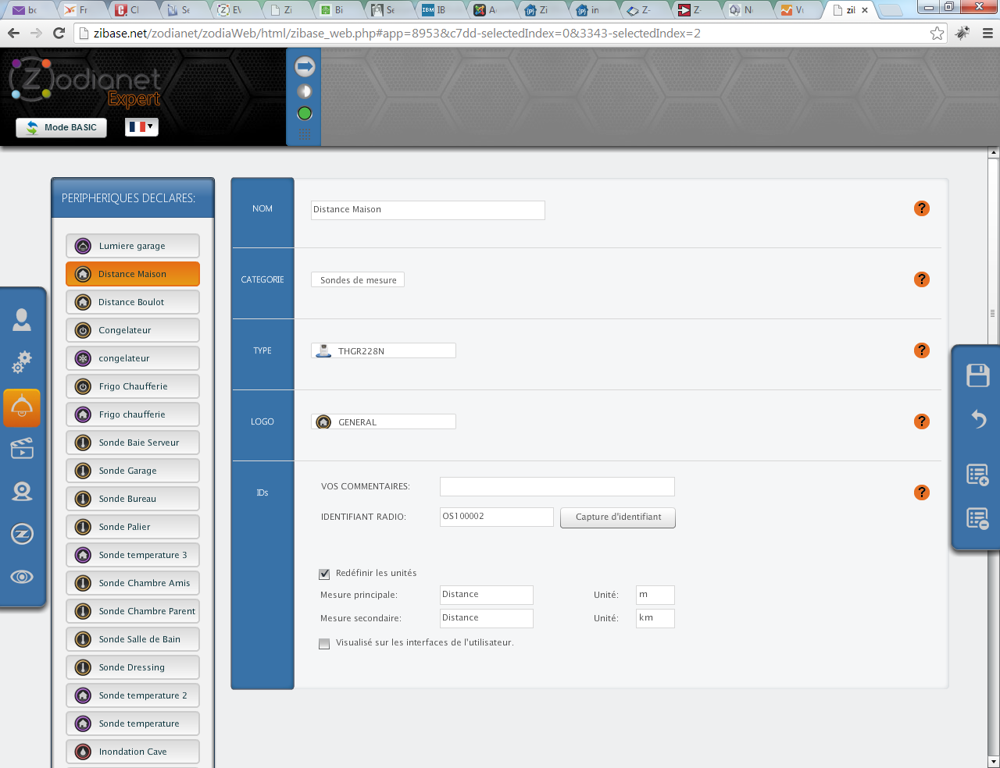 bc
Fr
Cl
Se
EV
Zi
Bi
Se
IBM IB
A
Zi
in
Z-
Z-
N
Vu
zil
zibase.net/zodianet/zodiaWeb/html/zibase_web.php#app=8953&c7dd-selectedIndex=0&3343-selectedIndex=2
Zodianet
Expert
Mode BASIC
PERIPHERIQUES DECLARES:
Lumiere garage
Distance Maison
Distance Boulot
Congelateur
congelateur
Frigo Chaufferie
Frigo chaufferie
Sonde Baie Serveur
Sonde Garage
Sonde Bureau
Sonde Palier
Sonde temperature 3
Sonde Chambre Amis
Sonde Chambre Parent
Sonde Salle de Bain
Sonde Dressing
Sonde temperature 2
Sonde temperature
Inondation Cave
NOM
Distance Maison
?
CATEGORIE
Sondes de mesure
?
TYPE
THGR228N
?
LOGO
GENERAL
?
IDs
VOS COMMENTAIRES:
?
IDENTIFIANT RADIO:
OS100002
Capture d'identifiant
Redéfinir les unités
Mesure principale:
Distance
Unité:
m
Mesure secondaire:
Distance
Unité:
km
Visualisé sur les interfaces de l'utilisateur.